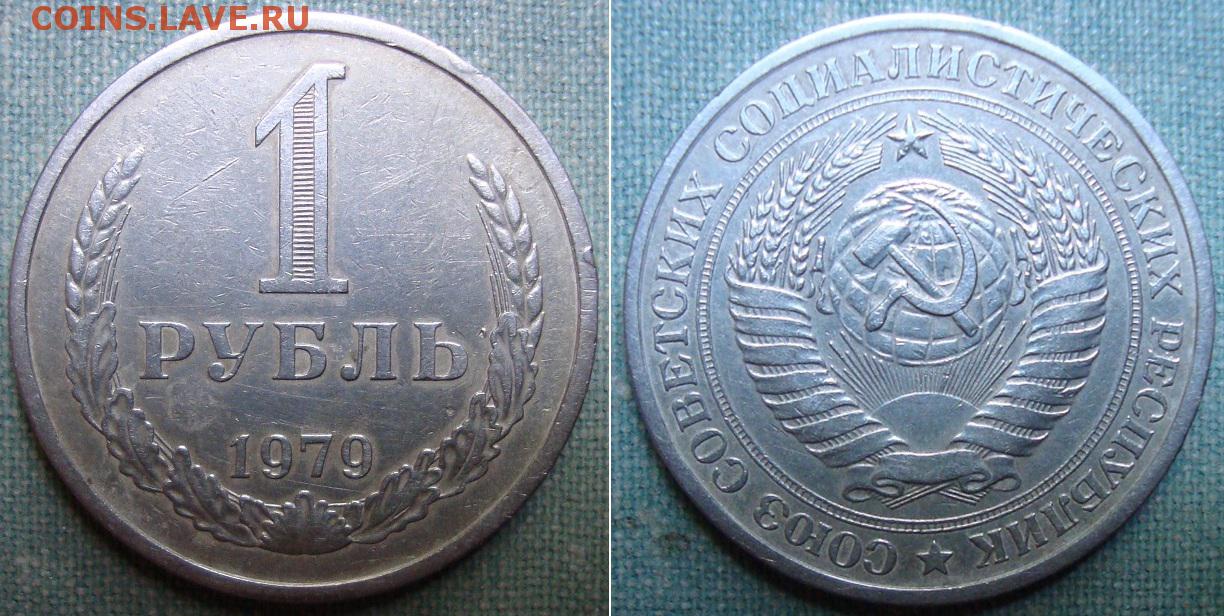 COINS.LAVE.RU
1
РУБЛЬ
1979
СОЮЗ СОВЕТСКИХ СОЦИАЛИСТИЧЕСКИХ РЕСПУБЛИК